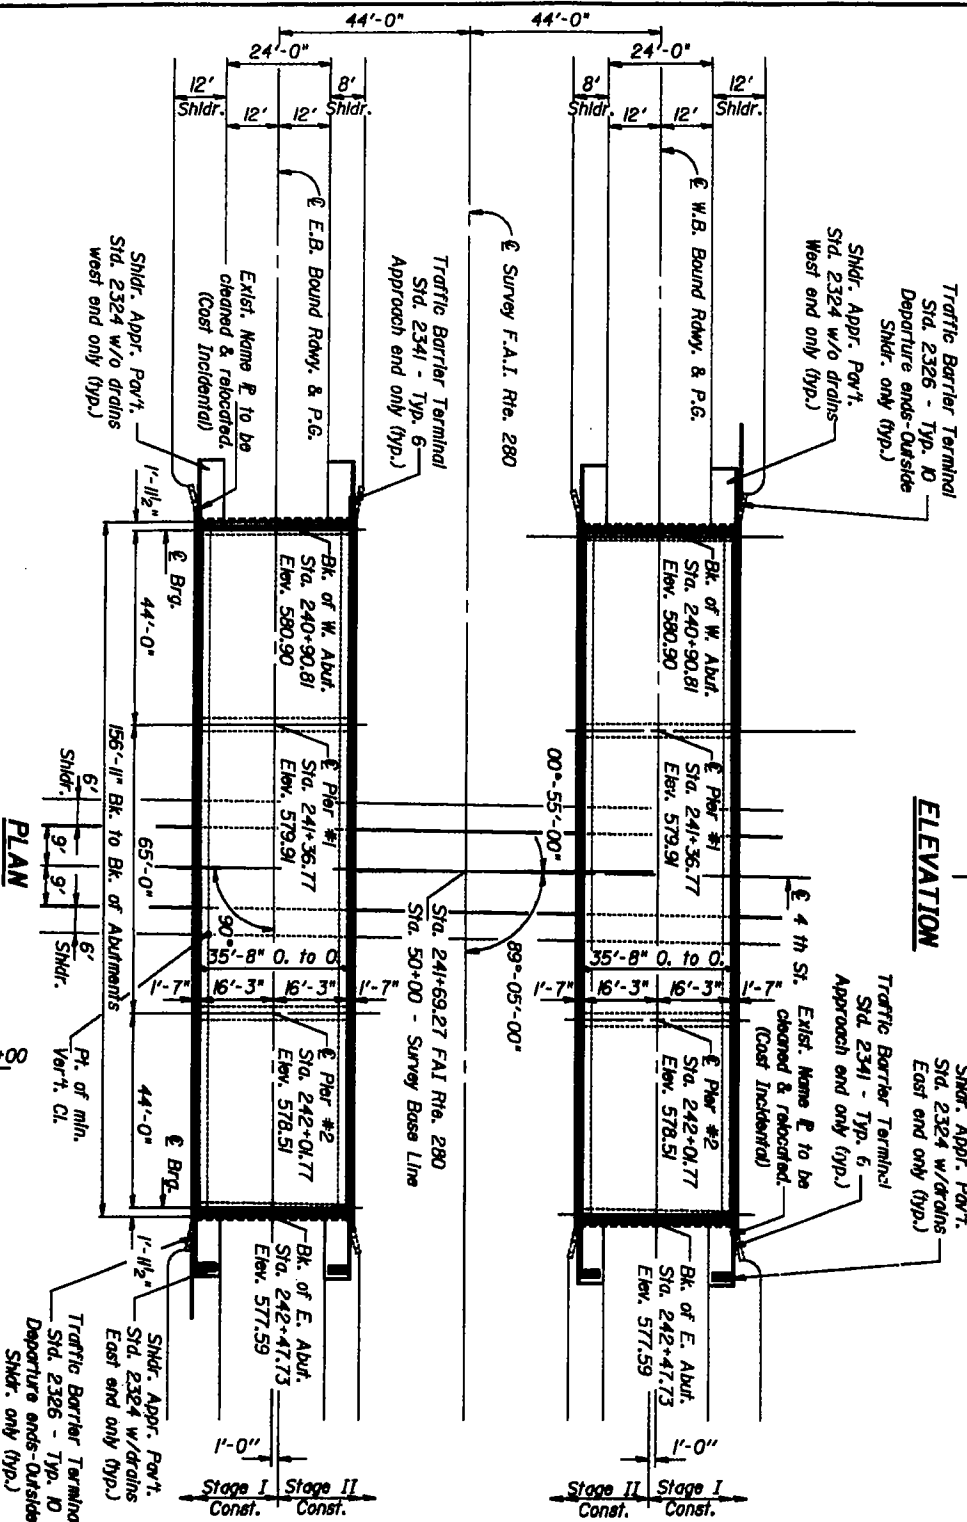 44'-0"
44'-0"
24'-0"
24'-0"
12'
Shldr.
8'
Shldr.
8'
Shldr.
12'
Shldr.
12'
12'
12'
12'
℄ E.B. Bound Rdwy. & P.G.
℄ Survey F.A.I. Rte. 280
℄ W.B. Bound Rdwy. & P.G.
Traffic Barrier Terminal
Std. 2326 - Typ. 10
Departure ends-Outside
Shldr. only (typ.)
Shldr. Appr. Pav't.
Std. 2324 w/o drains
West end only (typ.)
Traffic Barrier Terminal
Std. 2341 - Typ. 6
Approach end only (typ.)
Exist. Name ℙ to be
cleaned & relocated.
(Cost Incidental)
Shldr. Appr. Pav't.
Std. 2324 w/o drains
west end only (typ.)
1'-11½"
℄ Brg.
44'-0"
Bk. of W. Abut.
Sta. 240+90.81
Elev. 580.90
Bk. of W. Abut.
Sta. 240+90.81
Elev. 580.90
℄ Pier #1
Sta. 241+36.77
Elev. 579.91
℄ Pier #1
Sta. 241+36.77
Elev. 579.91
00°-55'-00"
89°-05'-00"
90°
Sta. 241+69.27 FAI Rte. 280
Sta. 50+00 - Survey Base Line
℄ 4 th St.
ELEVATION
156'-11" Bk. to Bk. of Abutments
65'-0"
6'
Shldr.
9'
9'
6'
Shldr.
PLAN
35'-8" O. to O.
35'-8" O. to O.
1'-7"
16'-3"
16'-3"
1'-7"
1'-7"
16'-3"
16'-3"
1'-7"
Pt. of min.
Vert. Cl.
+00
℄ Pier #2
Sta. 242+01.77
Elev. 578.51
℄ Pier #2
Sta. 242+01.77
Elev. 578.51
Exist. Name ℙ to be
cleaned & relocated.
(Cost Incidental)
Traffic Barrier Terminal
Std. 2341 - Typ. 6
Approach end only (typ.)
Shldr. Appr. Pav't.
Std. 2324 w/drains
East end only (typ.)
44'-0"
℄ Brg.
1'-11½"
Bk. of E. Abut.
Sta. 242+47.73
Elev. 577.59
Bk. of E. Abut.
Sta. 242+47.73
Elev. 577.59
Shldr. Appr. Pav't.
Std. 2324 w/drains
East end only (typ.)
Traffic Barrier Termina
Std. 2326 - Typ. 10
Departure ends-Outside
Shldr. only (typ.)
1'-0"
1'-0"
Stage I
Const.
Stage II
Const.
Stage II
Const.
Stage I
Const.